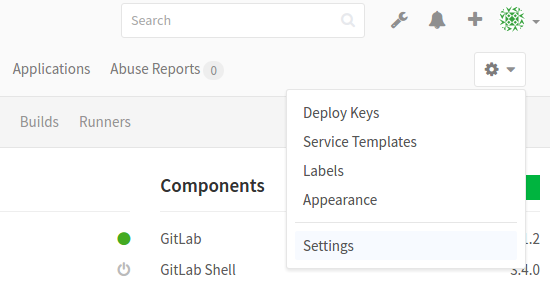 Search
Applications Abuse Reports 0
Deploy Keys
Builds Runners
Service Templates
Labels
Components
Appearance
GitLab
Settings
GitLab Shell 3.4.0